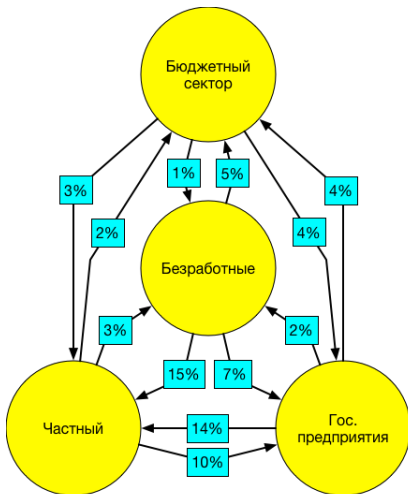 Бюджетный
сектор
3%
1%
5%
4%
2%
4%
Безработные
3%
2%
15%
7%
Частный
14%
10%
Гос.
предприятия